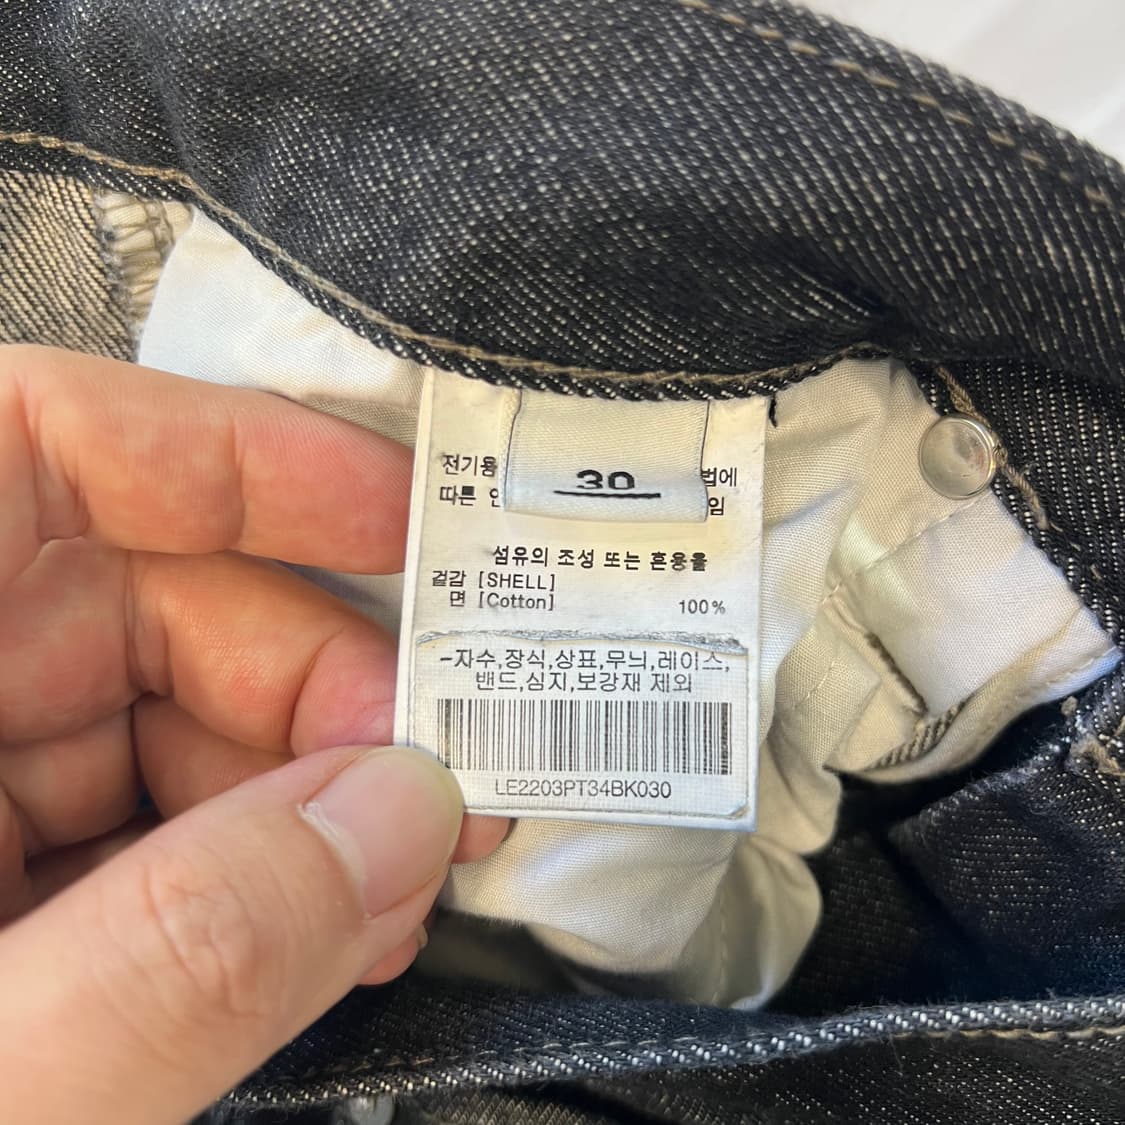 30
전기용 법에
따른 임
섬유의 조성 또는 혼용율
겉감 [SHELL]
면 [Cotton] 100%
-자수,장식,상표,무늬,레이스,
밴드,심지,보강재 제외
LE2203PT34BK030